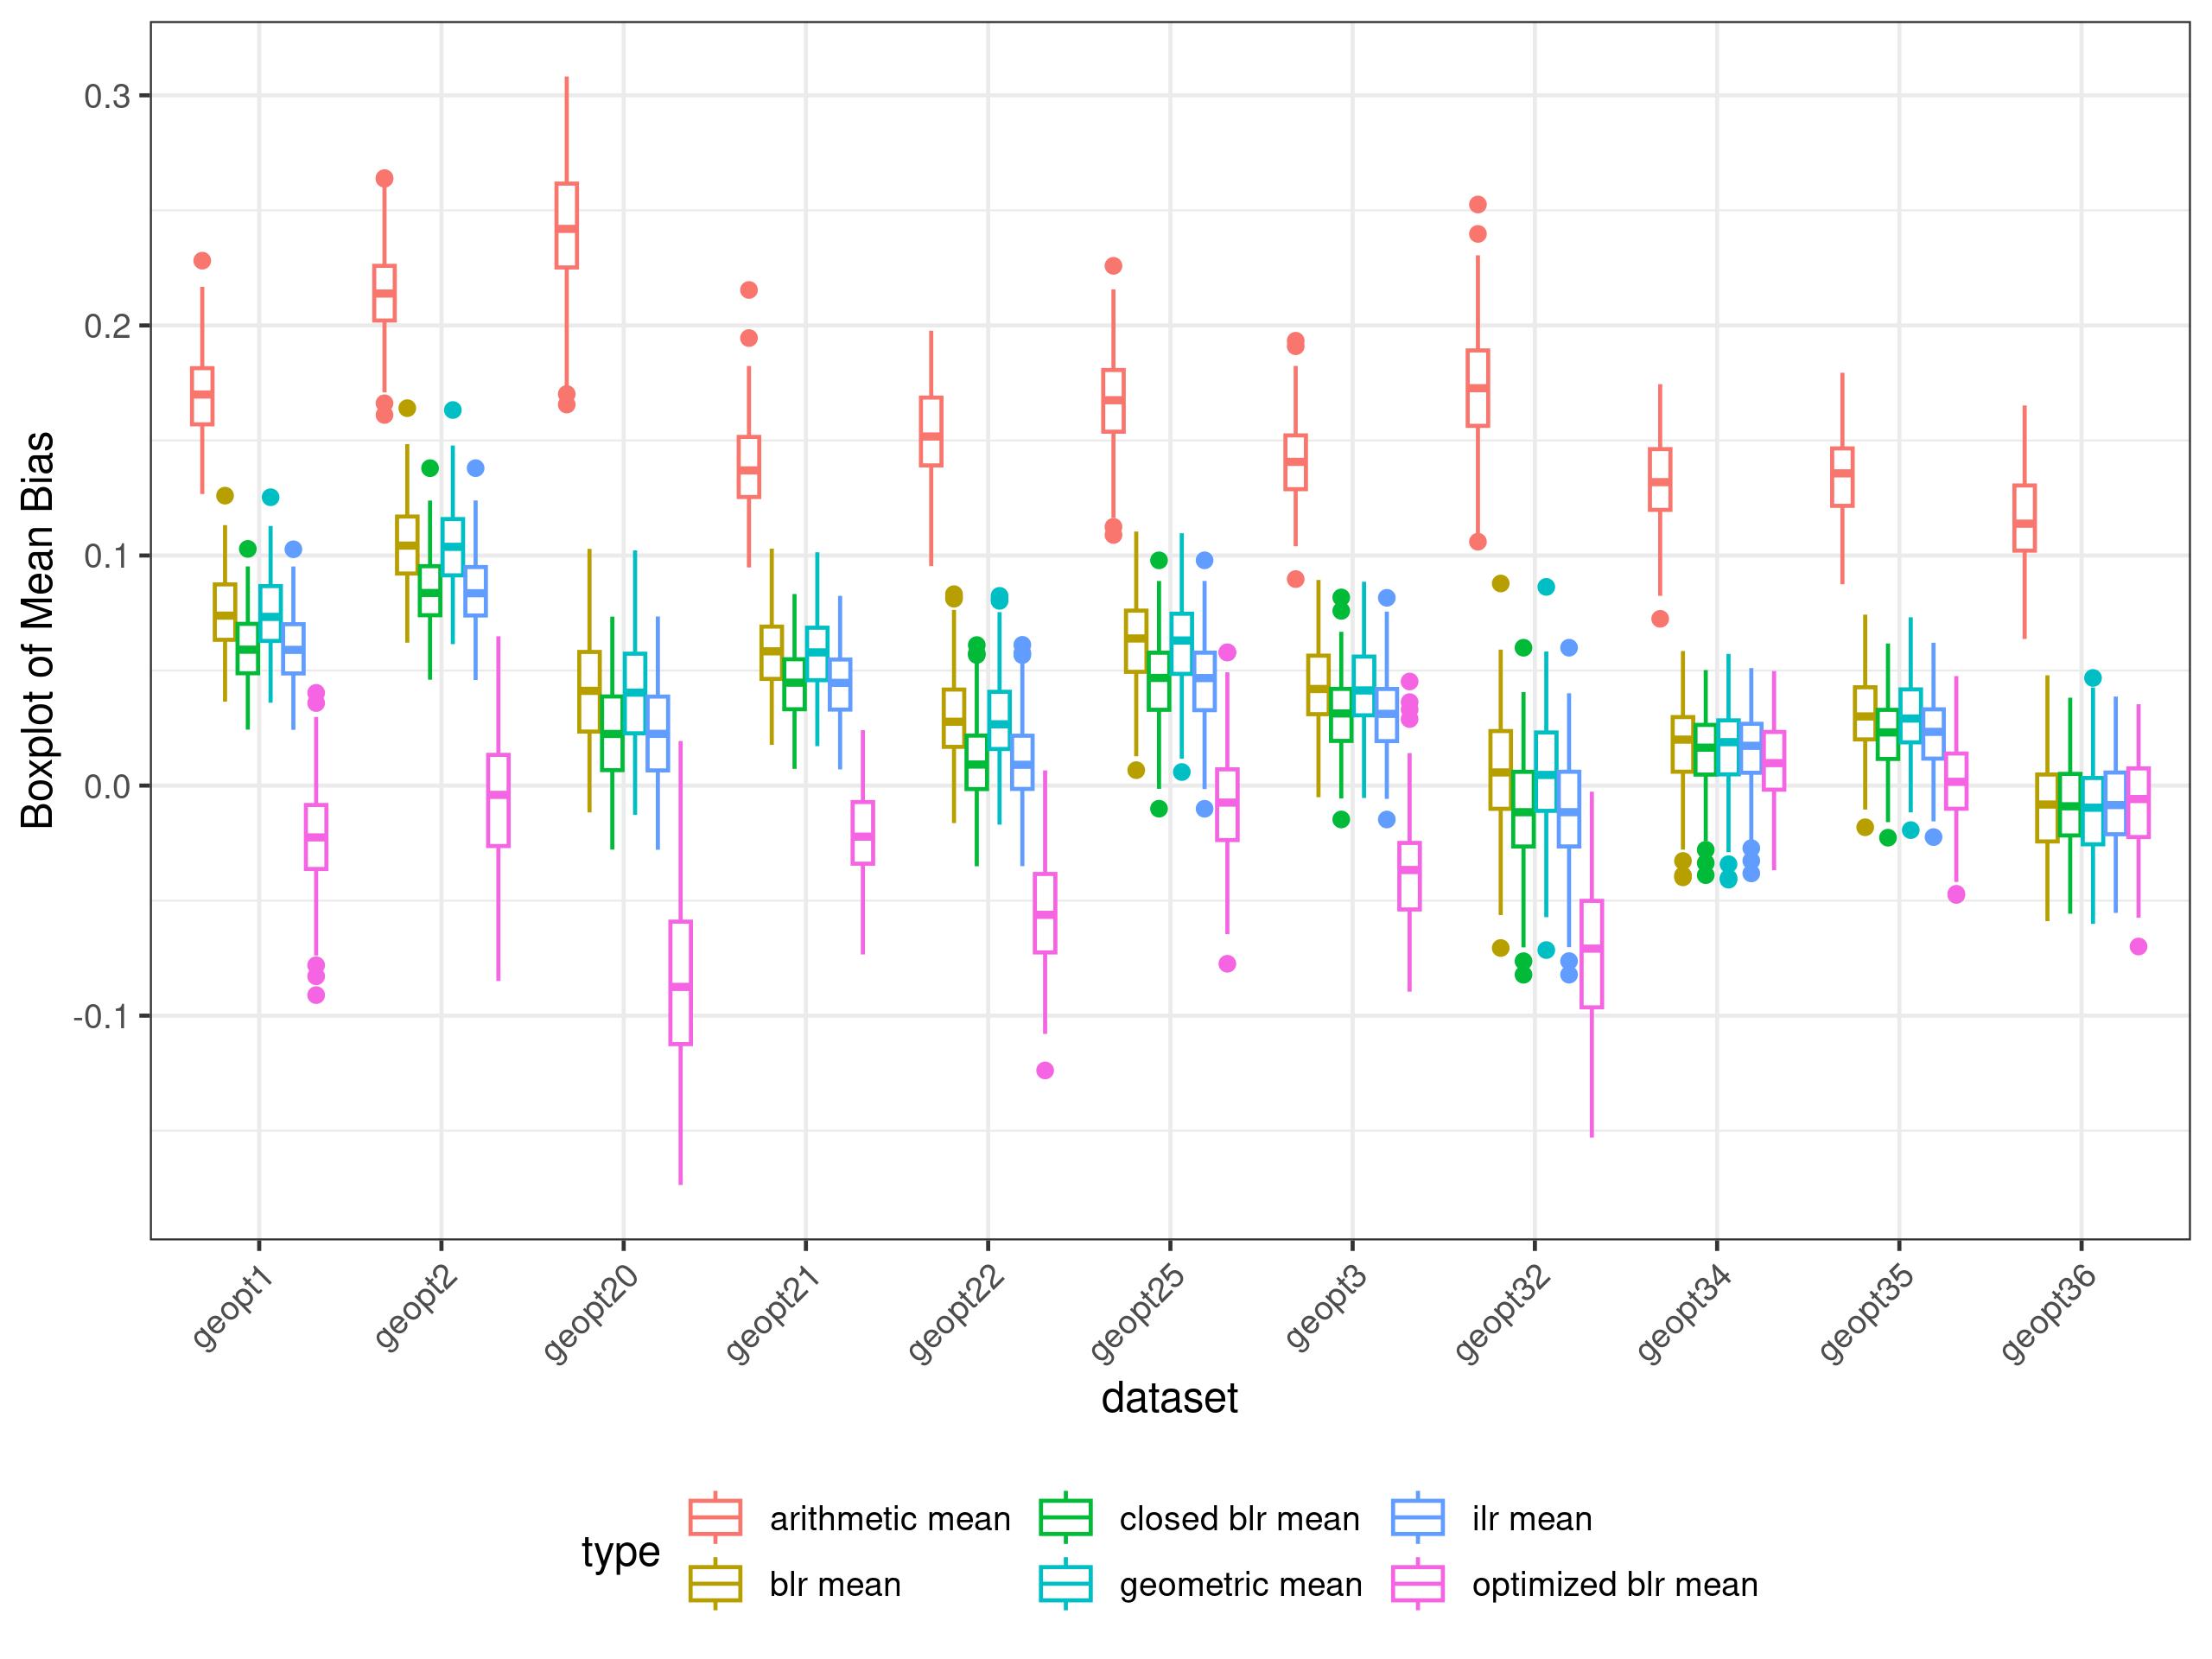 Boxplot of Mean Bias
0.3
0.2
0.1
0.0
-0.1
geopt1
geopt2
geopt20
geopt21
geopt22
geopt25
geopt3
geopt32
geopt34
geopt35
geopt36
dataset
type
arithmetic mean
closed blr mean
ilr mean
blr mean
geometric mean
optimized blr mean